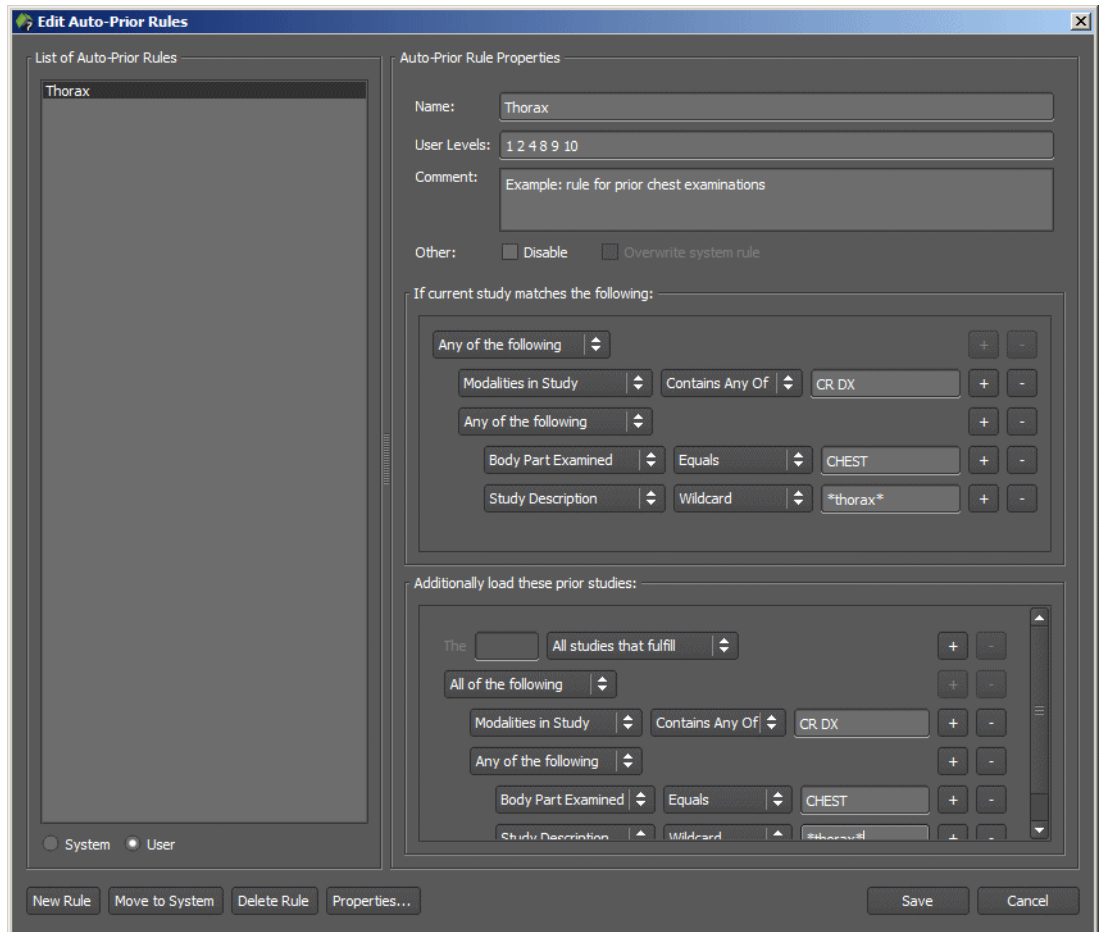 Edit Auto-Prior Rules
List of Auto-Prior Rules
Thorax
System User
Auto-Prior Rule Properties
Name: Thorax
User Levels: 1 2 4 8 9 10
Comment: Example: rule for prior chest examinations
Other: Disable Overwrite system rule
If current study matches the following:
Any of the following + -
Modalities in Study Contains Any Of CR DX + -
Any of the following + -
Body Part Examined Equals CHEST + -
Study Description Wildcard *thorax* + -
Additionally load these prior studies:
The All studies that fulfill + -
All of the following + -
Modalities in Study Contains Any Of CR DX + -
Any of the following + -
Body Part Examined Equals CHEST + -
Study Description Wildcard *thorax* + -
New Rule Move to System Delete Rule Properties... Save Cancel